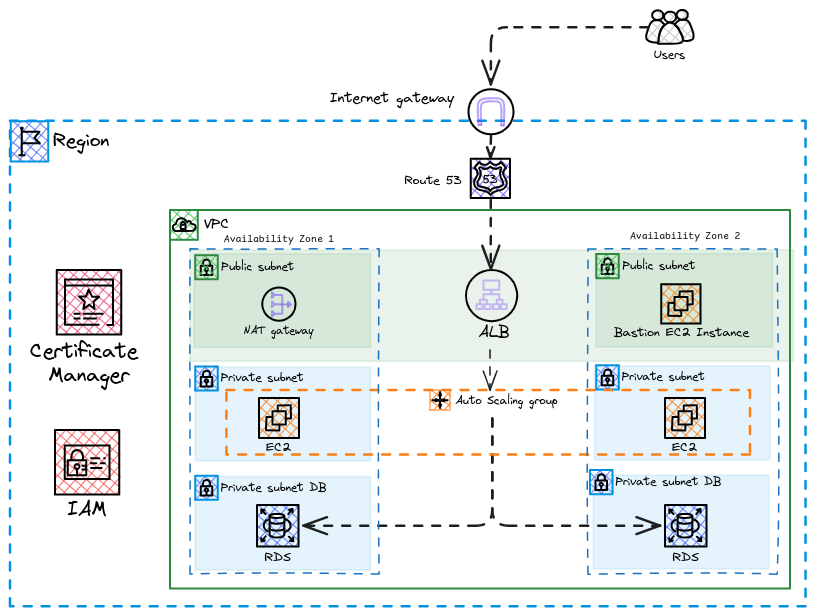 Users
Internet gateway
Region
Route 53
53
VPC
Availability Zone 1
Availability Zone 2
Public subnet
Public subnet
NAT gateway
ALB
Bastion EC2 Instance
Certificate
Manager
Private subnet
Private subnet
Auto Scaling group
EC2
EC2
IAM
Private subnet DB
Private subnet DB
RDS
RDS